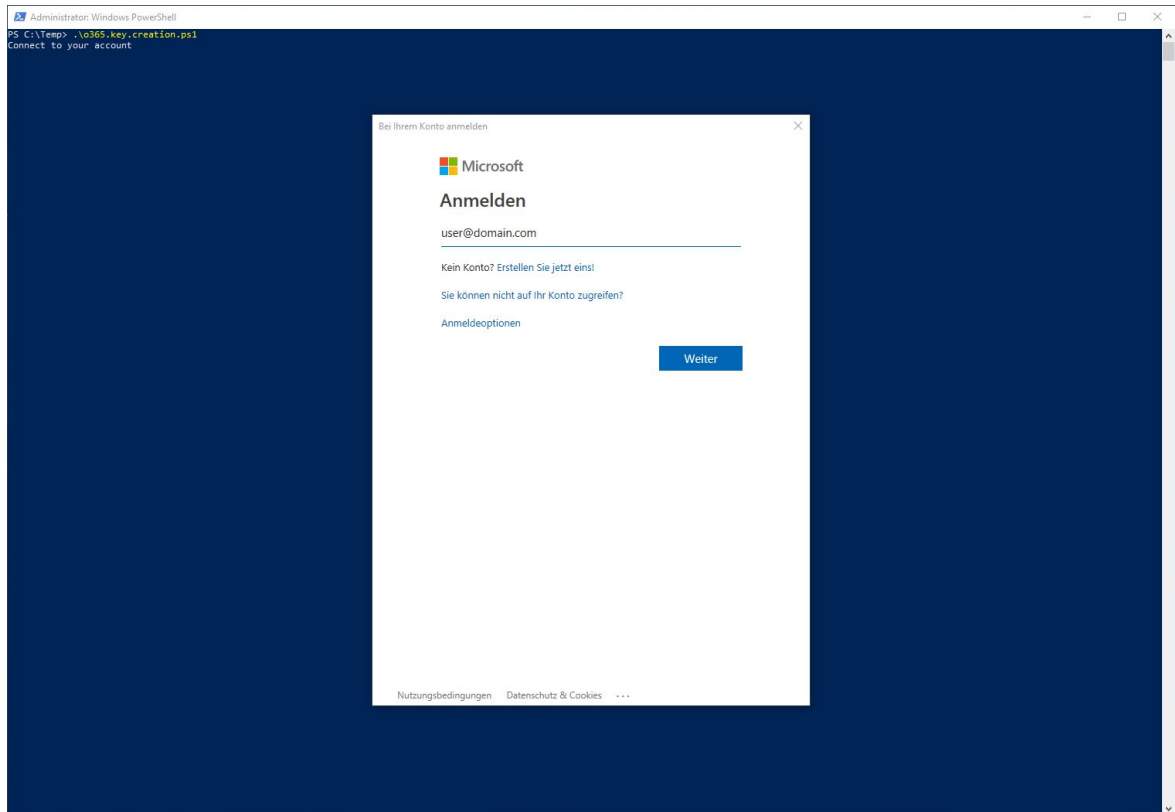 Administrator: Windows PowerShell
PS C:\Temp> .\o365.key.creation.ps1
Connect to your account
Bei Ihrem Konto anmelden
Microsoft
Anmelden
user@domain.com
Kein Konto? Erstellen Sie jetzt eins!
Sie können nicht auf Ihr Konto zugreifen?
Anmeldeoptionen
Weiter
Nutzungsbedingungen Datenschutz & Cookies ...